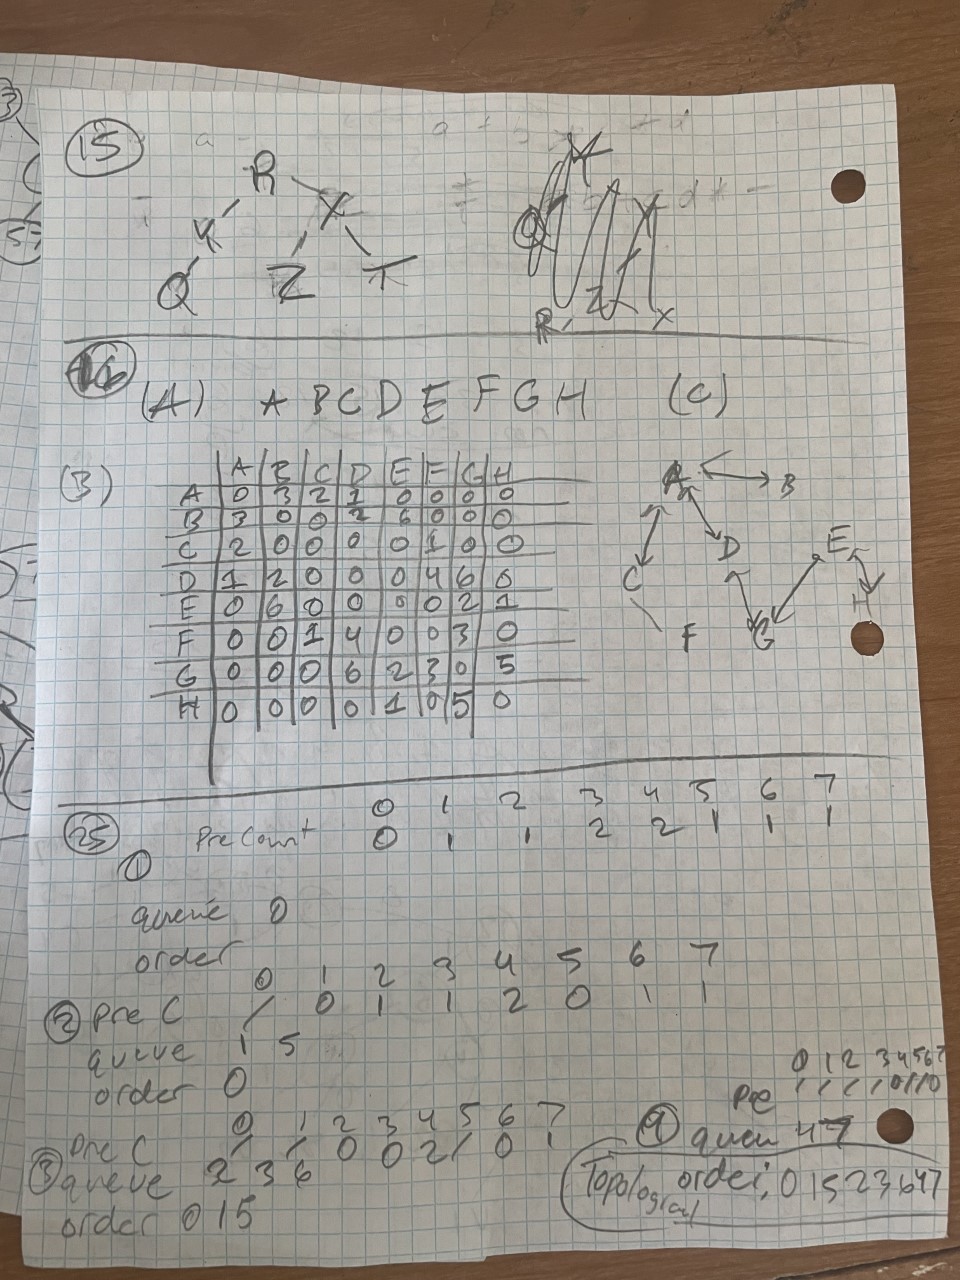 15
R
Y X
Q Z T
Q
R Z X
16
(A) A B C D E F G H (C)
(B)
A B C D E F G H
A 0 3 2 1 0 0 0 0
B 3 0 0 2 6 0 0 0
C 2 0 0 0 0 1 0 0
D 1 2 0 0 0 4 6 0
E 0 6 0 0 0 0 2 1
F 0 0 1 4 0 0 3 0
G 0 0 0 6 2 3 0 5
H 0 0 0 0 1 0 5 0
A B
C D E
F G H
25
0 1 2 3 4 5 6 7
Pre Count 0 1 1 2 2 1 1 1
①
queue 0
order
0 1 2 3 4 5 6 7
② Pre C / 0 1 1 2 0 1 1
queue 1 5
order 0
0 1 2 3 4 5 6 7
Pre C / / 0 0 2 / 0 1
③ queue 2 3 6
order 0 1 5
0 1 2 3 4 5 6 7
Pre / / / / 0 / / 0
④ queu 4 7
Topological order: 0 1 5 2 3 6 4 7